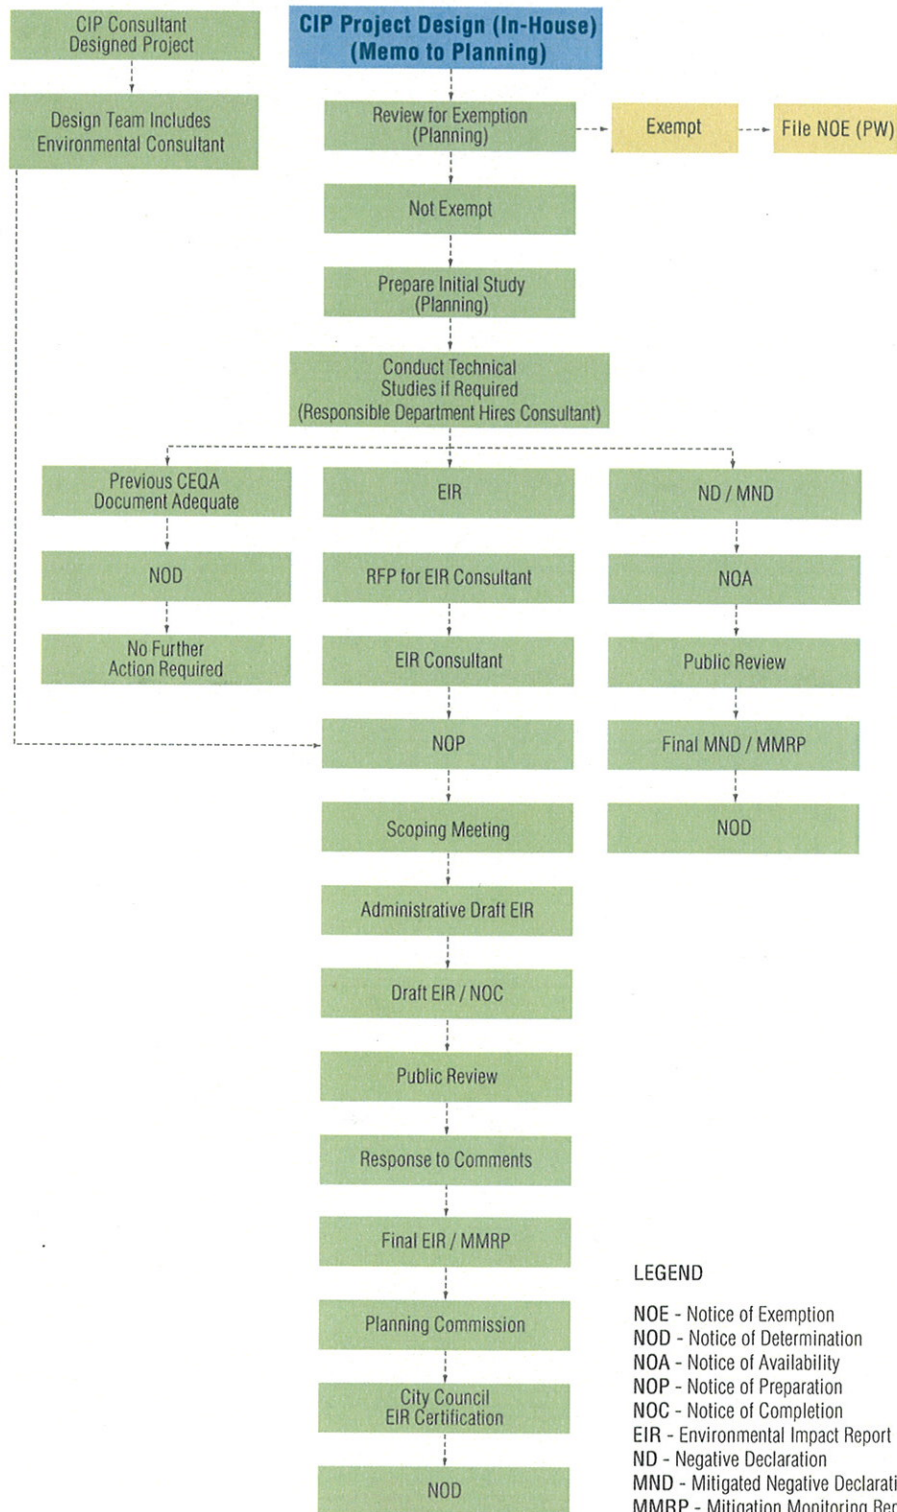 CIP Consultant
Designed Project
Design Team Includes
Environmental Consultant
CIP Project Design (In-House)
(Memo to Planning)
Review for Exemption
(Planning)
Exempt
File NOE (PW)
Not Exempt
Prepare Initial Study
(Planning)
Conduct Technical
Studies if Required
(Responsible Department Hires Consultant)
Previous CEQA
Document Adequate
NOD
No Further
Action Required
EIR
RFP for EIR Consultant
EIR Consultant
NOP
Scoping Meeting
Administrative Draft EIR
Draft EIR / NOC
Public Review
Response to Comments
Final EIR / MMRP
Planning Commission
City Council
EIR Certification
NOD
ND / MND
NOA
Public Review
Final MND / MMRP
NOD
LEGEND
NOE - Notice of Exemption
NOD - Notice of Determination
NOA - Notice of Availability
NOP - Notice of Preparation
NOC - Notice of Completion
EIR - Environmental Impact Report
ND - Negative Declaration
MND - Mitigated Negative
MMRP - Mitigation Monitoring